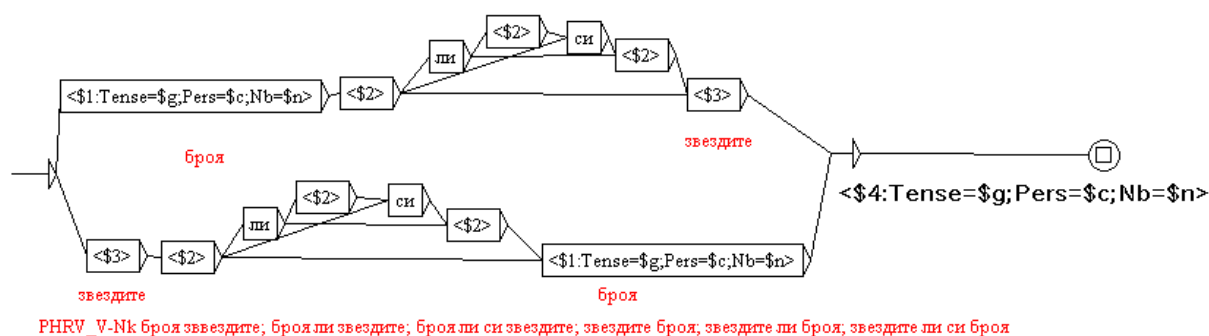 <$2> си
ли <$2>
<$1:Tense=$g;Pers=$c;Nb=$n> <$2> <$3>
звездите
броя
<$4:Tense=$g;Pers=$c;Nb=$n>
<$2> си
ли <$2>
<$3> <$2> <$1:Tense=$g;Pers=$c;Nb=$n>
звездите броя
PHRV_V-Nk броя зввездите; броя ли звездите; броя ли си звездите; звездите броя; звездите ли броя; звездите ли си броя